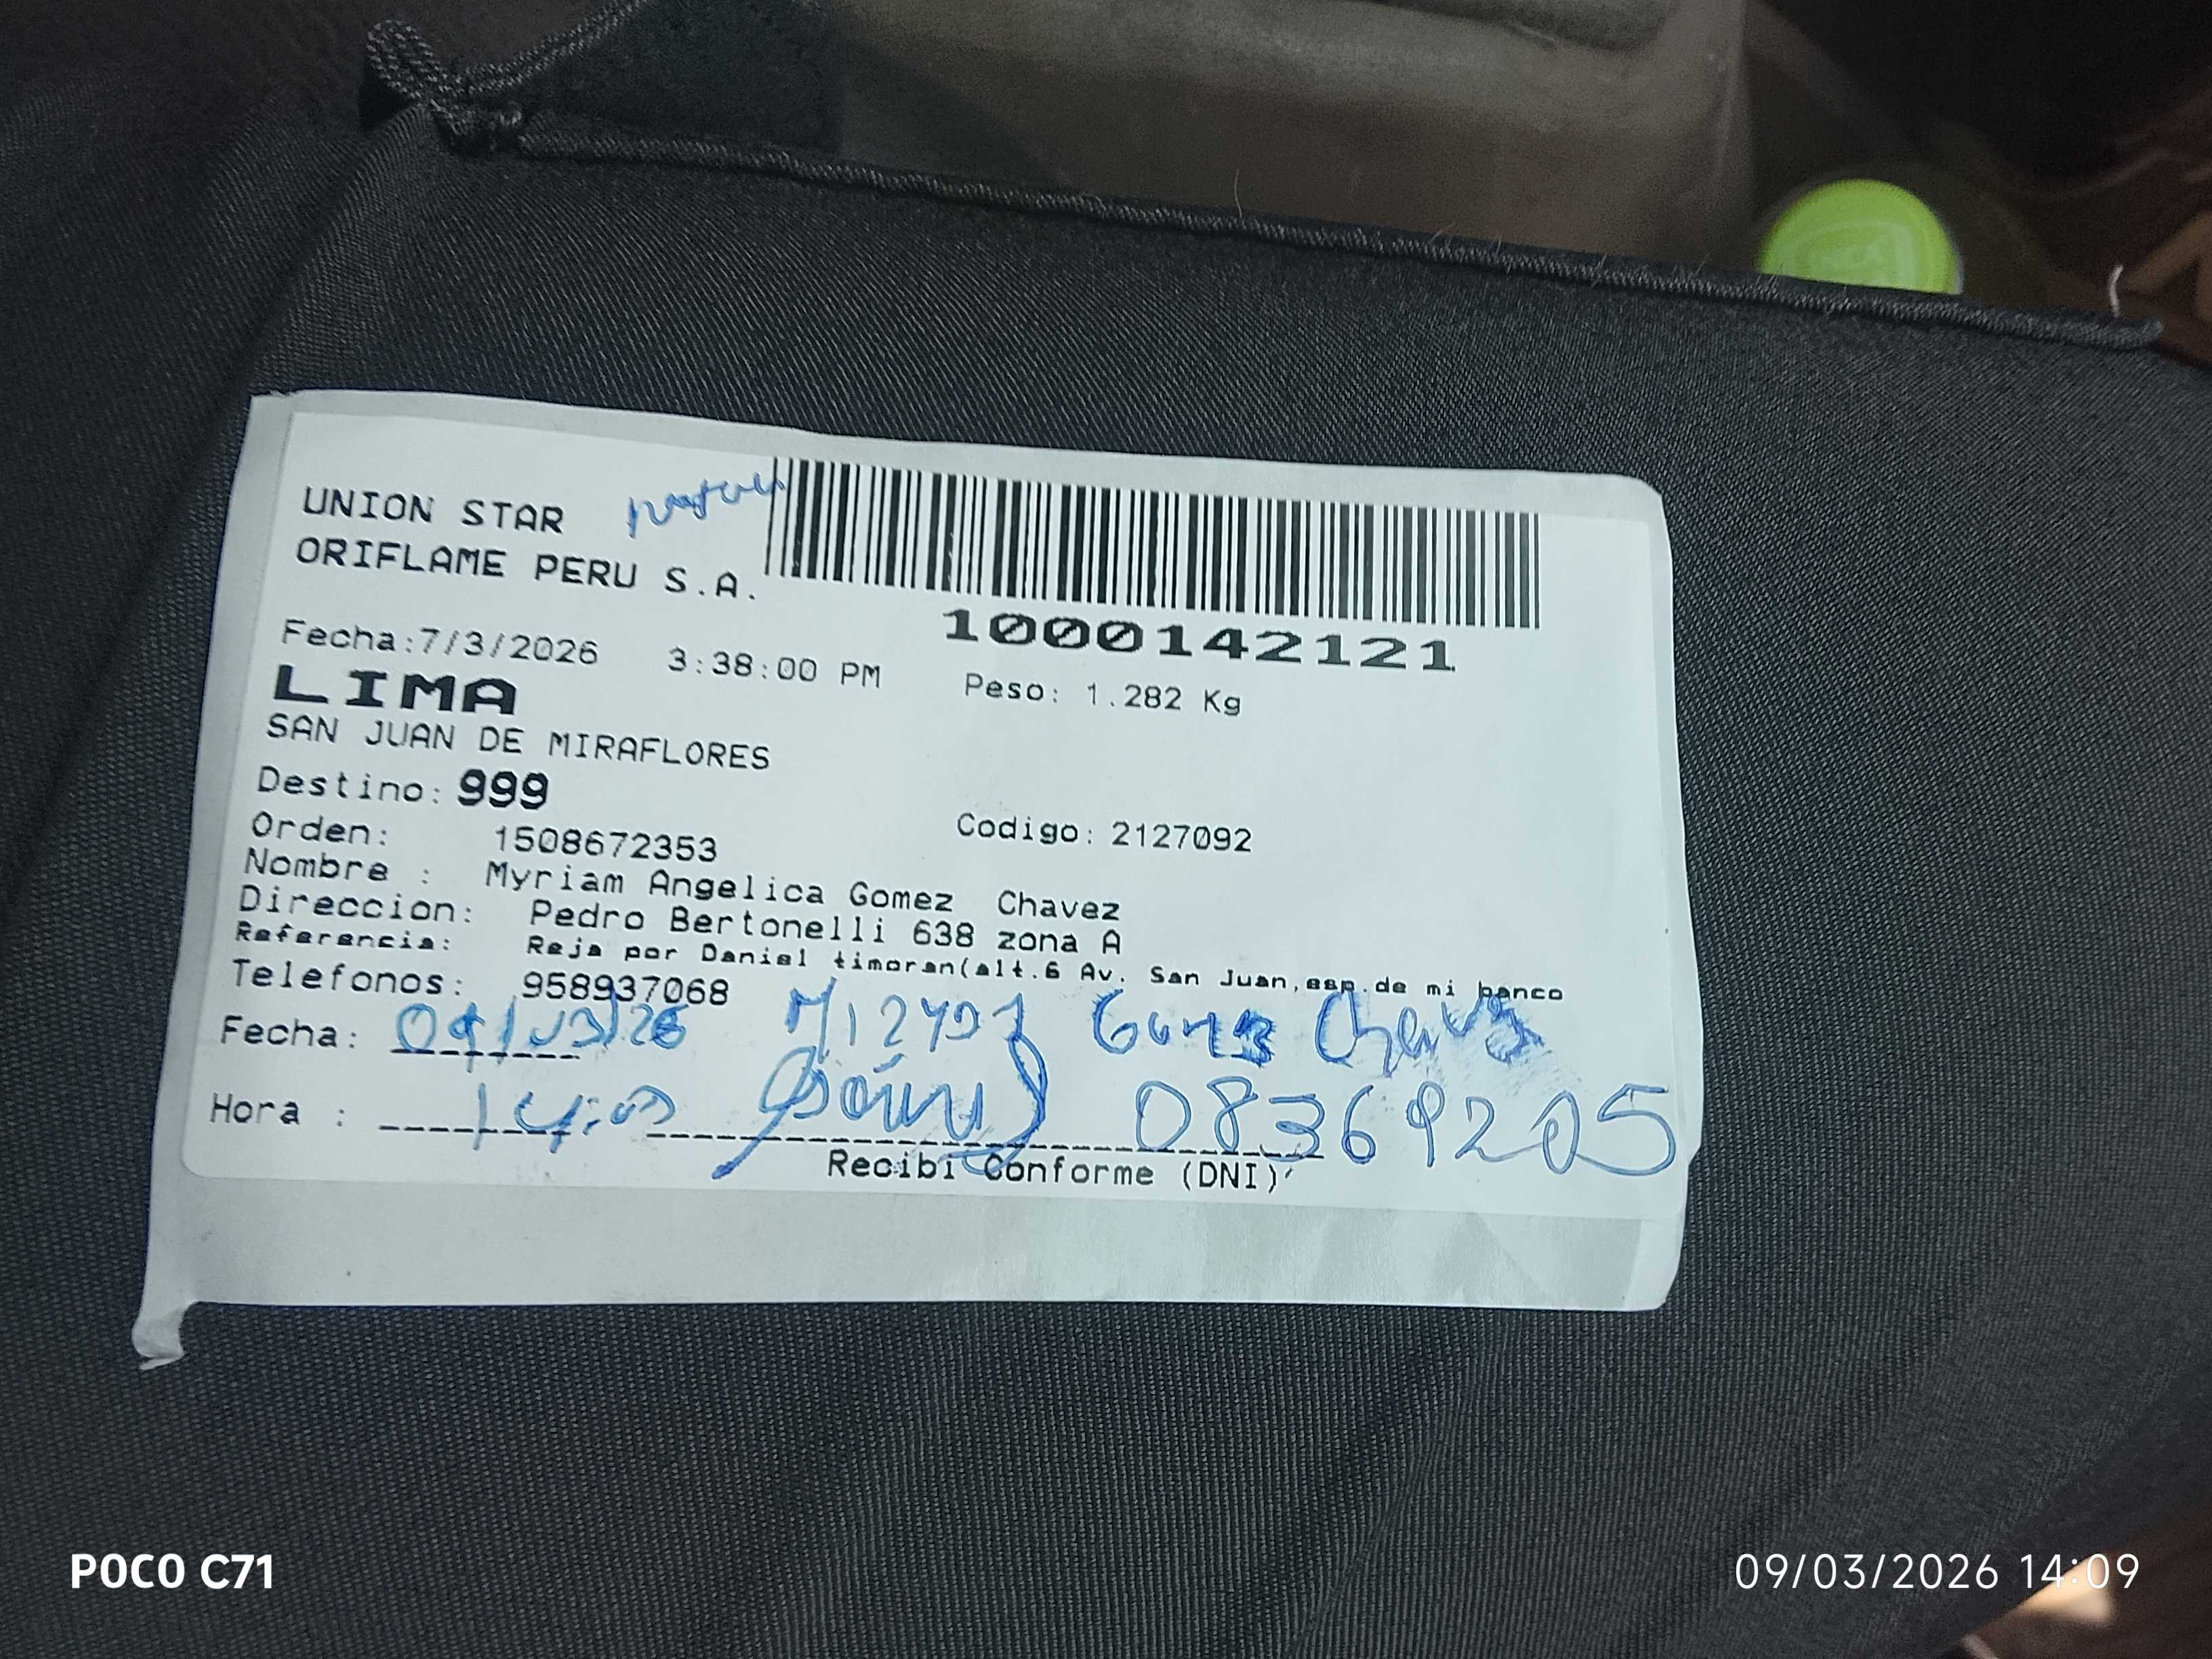 UNION STAR
ORIFLAME PERU S.A.
1000142121
Fecha:7/3/2026 3:38:00 PM Peso: 1.282 Kg
LIMA
SAN JUAN DE MIRAFLORES
Destino: 999
Orden: 1508672353 Codigo: 2127092
Nombre : Myriam Angelica Gomez Chavez
Direccion: Pedro Bertonelli 638 zona A
Referencia: Reja por Daniel timoran(alt.6 Av. San Juan,esp.de mi banco
Telefonos: 958937068
Fecha: 09/03/26 Chavez
Hora : 08369205
Recibi Conforme (DNI)
POCO C71
09/03/2026 14:09